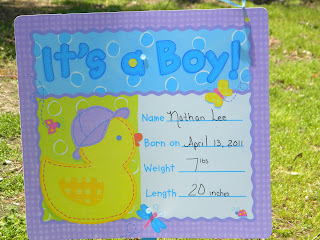 It's a Boy!
Name Nathan Lee
Born on April 13, 2011
Weight 7 lbs
Length 20 inches